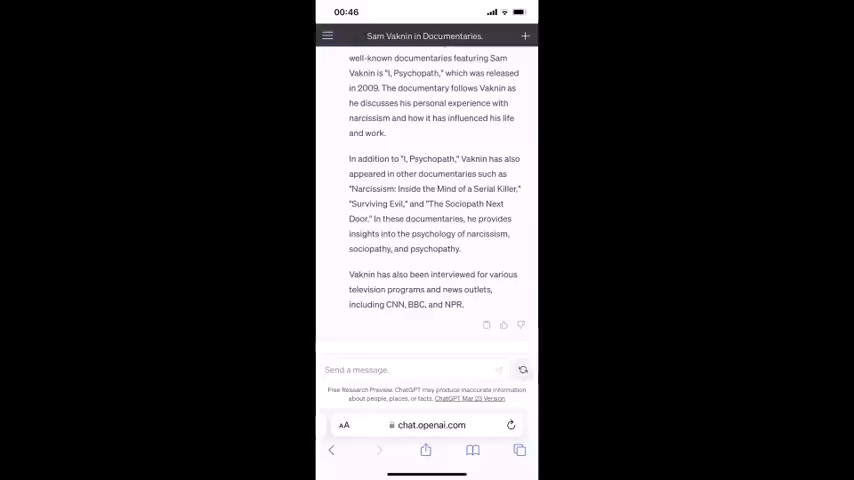 00:46
Sam Vaknin in Documentaries.
well-known documentaries featuring Sam
Vaknin is "I, Psychopath," which was released
in 2009. The documentary follows Vaknin as
he discusses his personal experience with
narcissism and how it has influenced his life
and work.
In addition to "I, Psychopath," Vaknin has also
appeared in other documentaries such as
"Narcissism: Inside the Mind of a Serial Killer,"
"Surviving Evil," and "The Sociopath Next
Door." In these documentaries, he provides
insights into the psychology of narcissism,
sociopathy, and psychopathy.
Vaknin has also been interviewed for various
television programs and news outlets,
including CNN, BBC, and NPR.
Send a message.
Free Research Preview. ChatGPT may produce inaccurate information
about people, places, or facts. ChatGPT Mar 23 Version
AA chat.openai.com